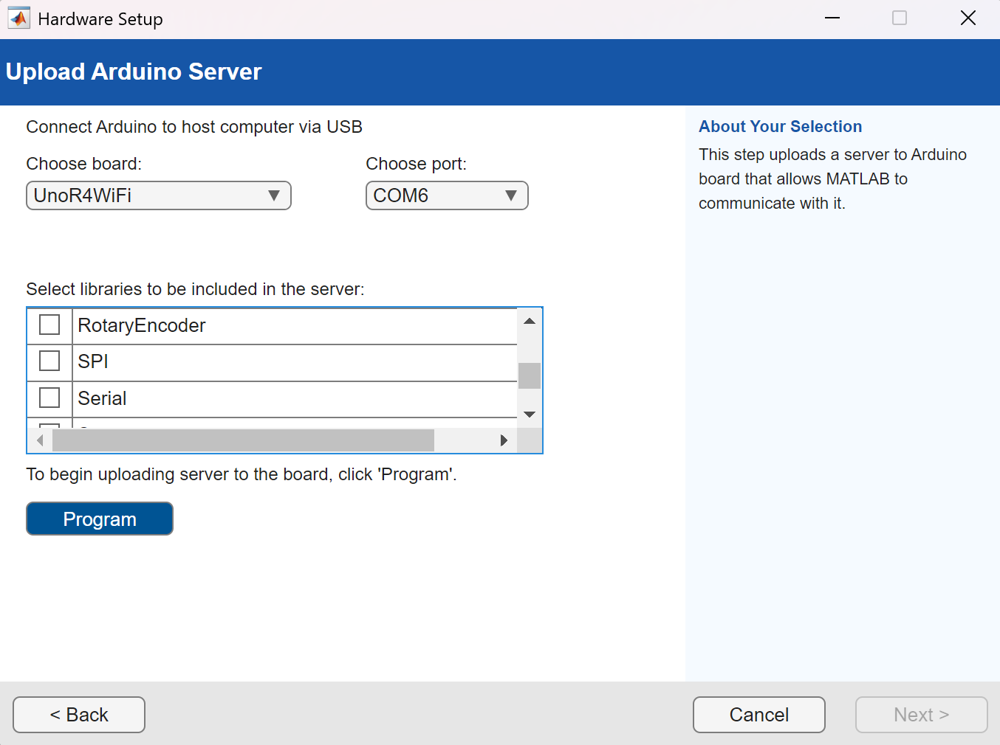 Hardware Setup
Upload Arduino Server
Connect Arduino to host computer via USB
Choose board:
Choose port:
UnoR4WiFi
COM6
Select libraries to be included in the server:
RotaryEncoder
SPI
Serial
To begin uploading server to the board, click 'Program'.
Program
About Your Selection
This step uploads a server to Arduino
board that allows MATLAB to
communicate with it.
< Back
Cancel
Next >